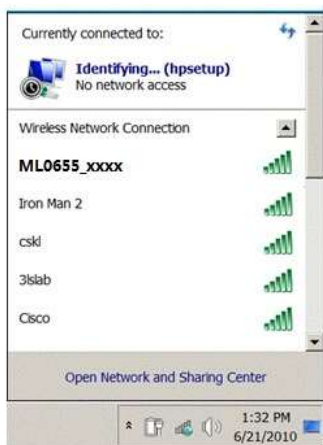 Currently connected to:
Identifying... (hpsetup)
No network access
Wireless Network Connection
ML0655_xxxx
Iron Man 2
cskl
3lslab
Cisco
Open Network and Sharing Center
1:32 PM
6/21/2010